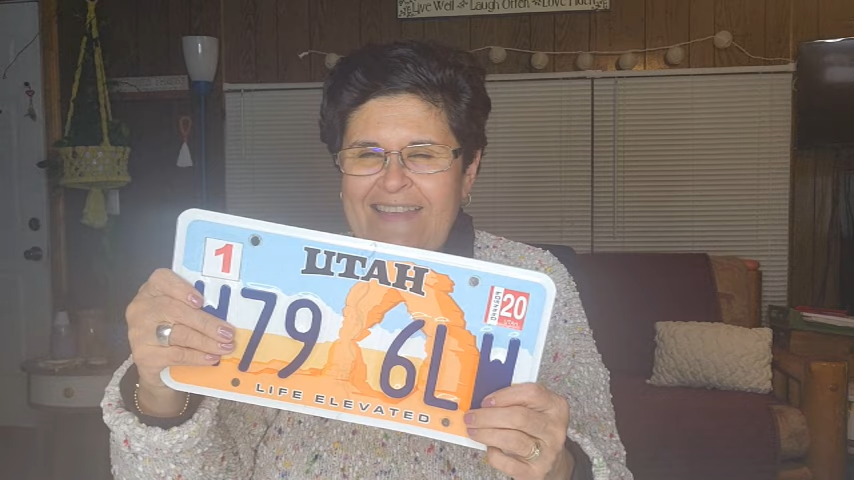 Live Well Laugh Often Love Much
1
UTAH
20
W79 6LW
LIFE ELEVATED